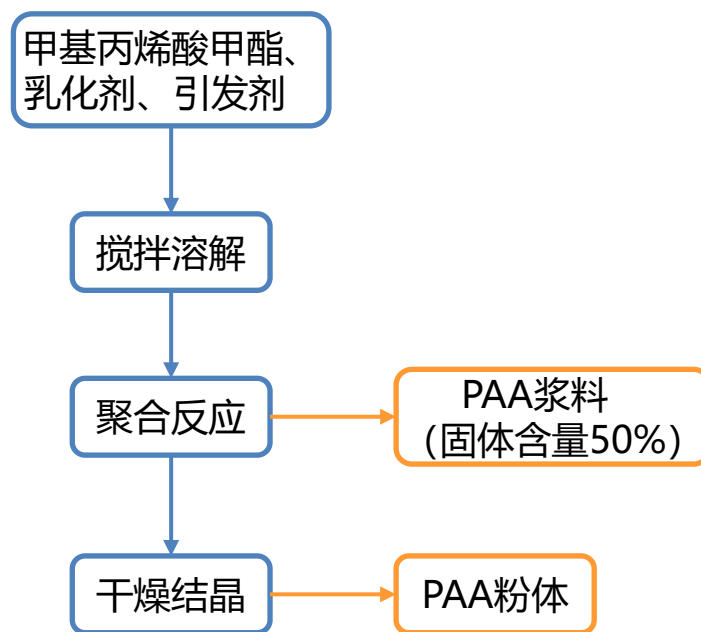 甲基丙烯酸甲酯、
乳化剂、引发剂
搅拌溶解
聚合反应
PAA浆料
（固体含量50%）
干燥结晶
PAA粉体